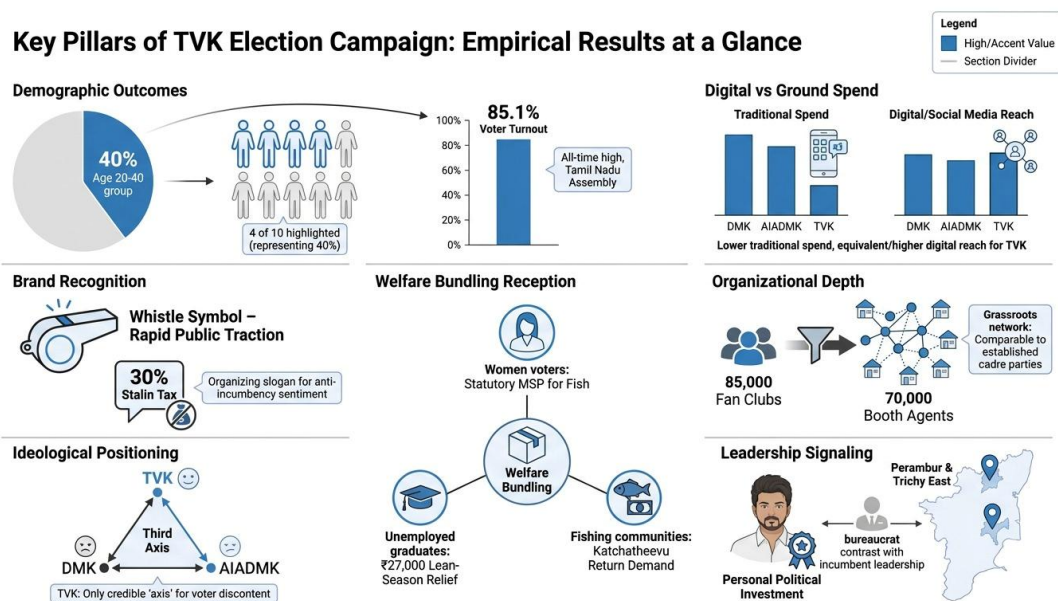 Key Pillars of TVK Election Campaign: Empirical Results at a Glance
Legend
High/Accent Value
Section Divider
Demographic Outcomes
40%
Age 20-40
group
4 of 10 highlighted
(representing 40%)
85.1%
Voter Turnout
100%
80%
60%
40%
20%
0%
All-time high,
Tamil Nadu
Assembly
Digital vs Ground Spend
Traditional Spend
DMK AIADMK TVK
Digital/Social Media Reach
DMK AIADMK TVK
Lower traditional spend, equivalent/higher digital reach for TVK
Brand Recognition
Whistle Symbol –
Rapid Public Traction
30%
Stalin Tax
Organizing slogan for anti-
incumbency sentiment
Welfare Bundling Reception
Women voters:
Statutory MSP for Fish
Welfare
Bundling
Unemployed
graduates:
₹27,000 Lean-
Season Relief
Fishing communities:
Katchatheevu
Return Demand
Organizational Depth
85,000
Fan Clubs
70,000
Booth Agents
Grassroots
network:
Comparable to
established
cadre parties
Ideological Positioning
TVK
Third
Axis
DMK
AIADMK
TVK: Only credible 'axis' for voter discontent
Leadership Signaling
Perambur &
Trichy East
bureaucrat
contrast with
incumbent leadership
Personal Political
Investment